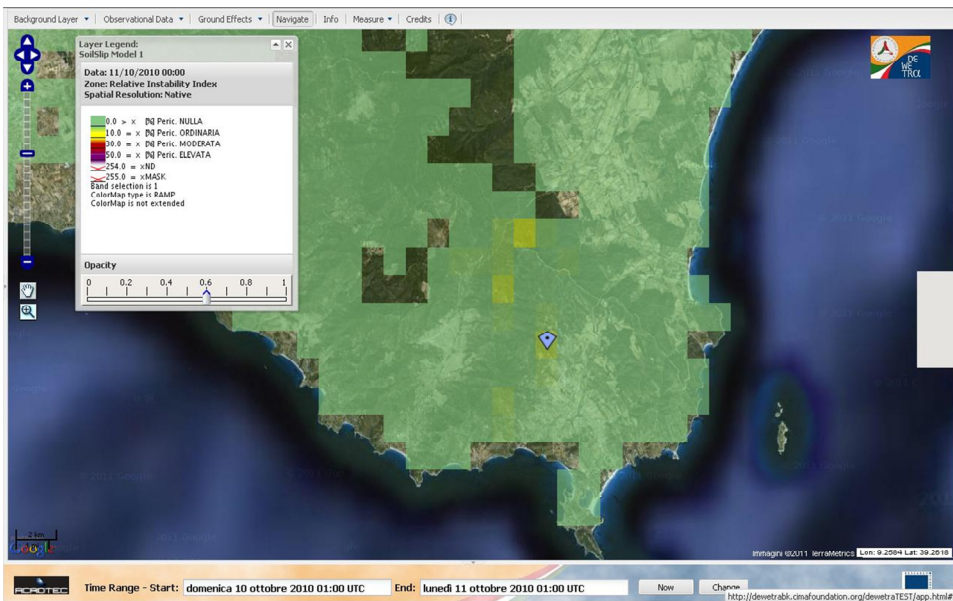 Background Layer Observational Data Ground Effects Navigate Info Measure Credits
Layer Legend:
SoilSlip Model 1
Data: 11/10/2010 00:00
Zone: Relative Instability Index
Spatial Resolution: Native
0.0 > x [%] Peric. NULLA
10.0 = x [%] Peric. ORDINARIA
30.0 = x [%] Peric. MODERATA
50.0 = x [%] Peric. ELEVATA
254.0 = xND
255.0 = xMASK
Band selection is 1
ColorMap type is RAMP
ColorMap is not extended
Opacity
0 0.2 0.4 0.6 0.8 1
DE
WE
TRA
2 km
Google
Immagini ©2011 TerraMetrics Lon: 9.2584 Lat: 39.2618
ACROTEC Time Range - Start: domenica 10 ottobre 2010 01:00 UTC End: lunedì 11 ottobre 2010 01:00 UTC Now Change
http://dewetrabk.cimafoundation.org/dewetraTEST/app.html#